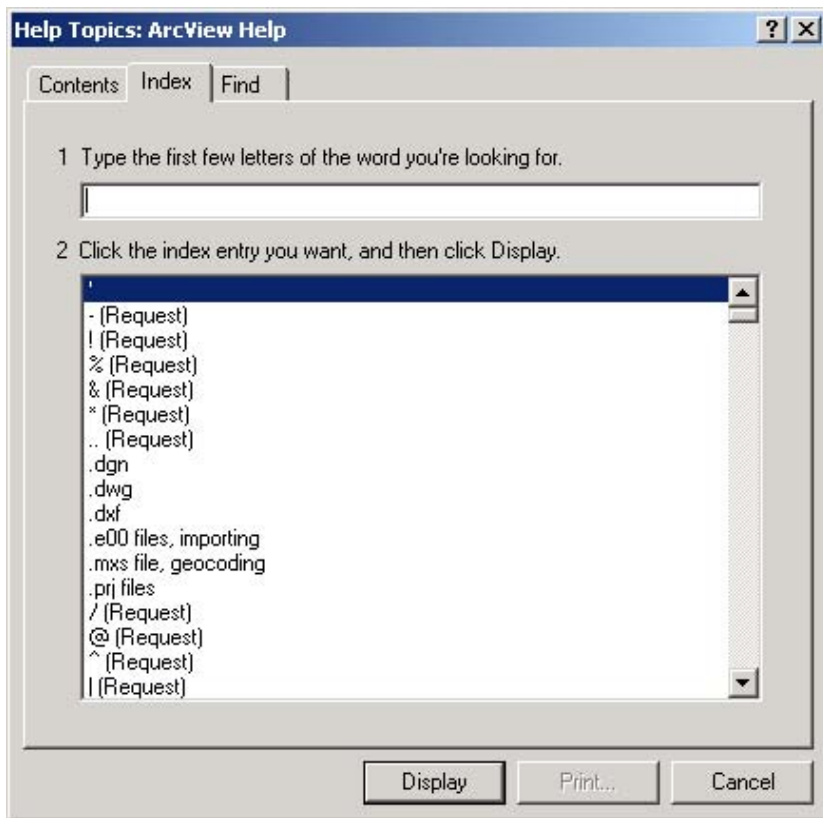 Help Topics: ArcView Help
Contents Index Find
1 Type the first few letters of the word you're looking for.
2 Click the index entry you want, and then click Display.
'
- (Request)
! (Request)
% (Request)
& (Request)
* (Request)
.. (Request)
.dgn
.dwg
.dxf
.e00 files, importing
.mxs file, geocoding
.prj files
/ (Request)
@ (Request)
^ (Request)
| (Request)
Display Print... Cancel